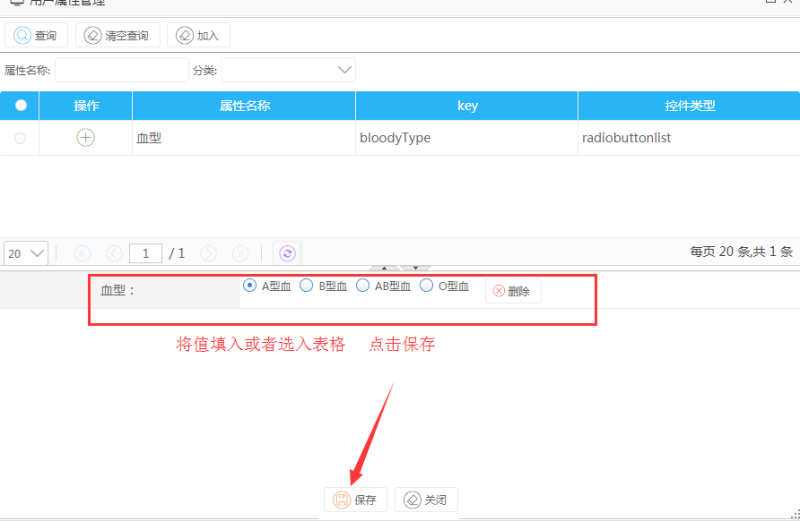 用户属性管理
查询 清空查询 加入
属性名称: 分类:
操作 属性名称 key 控件类型
血型 bloodyType radiobuttonlist
20 1 / 1 每页 20 条,共 1 条
血型： A型血 B型血 AB型血 O型血 删除
将值填入或者选入表格 点击保存
保存 关闭